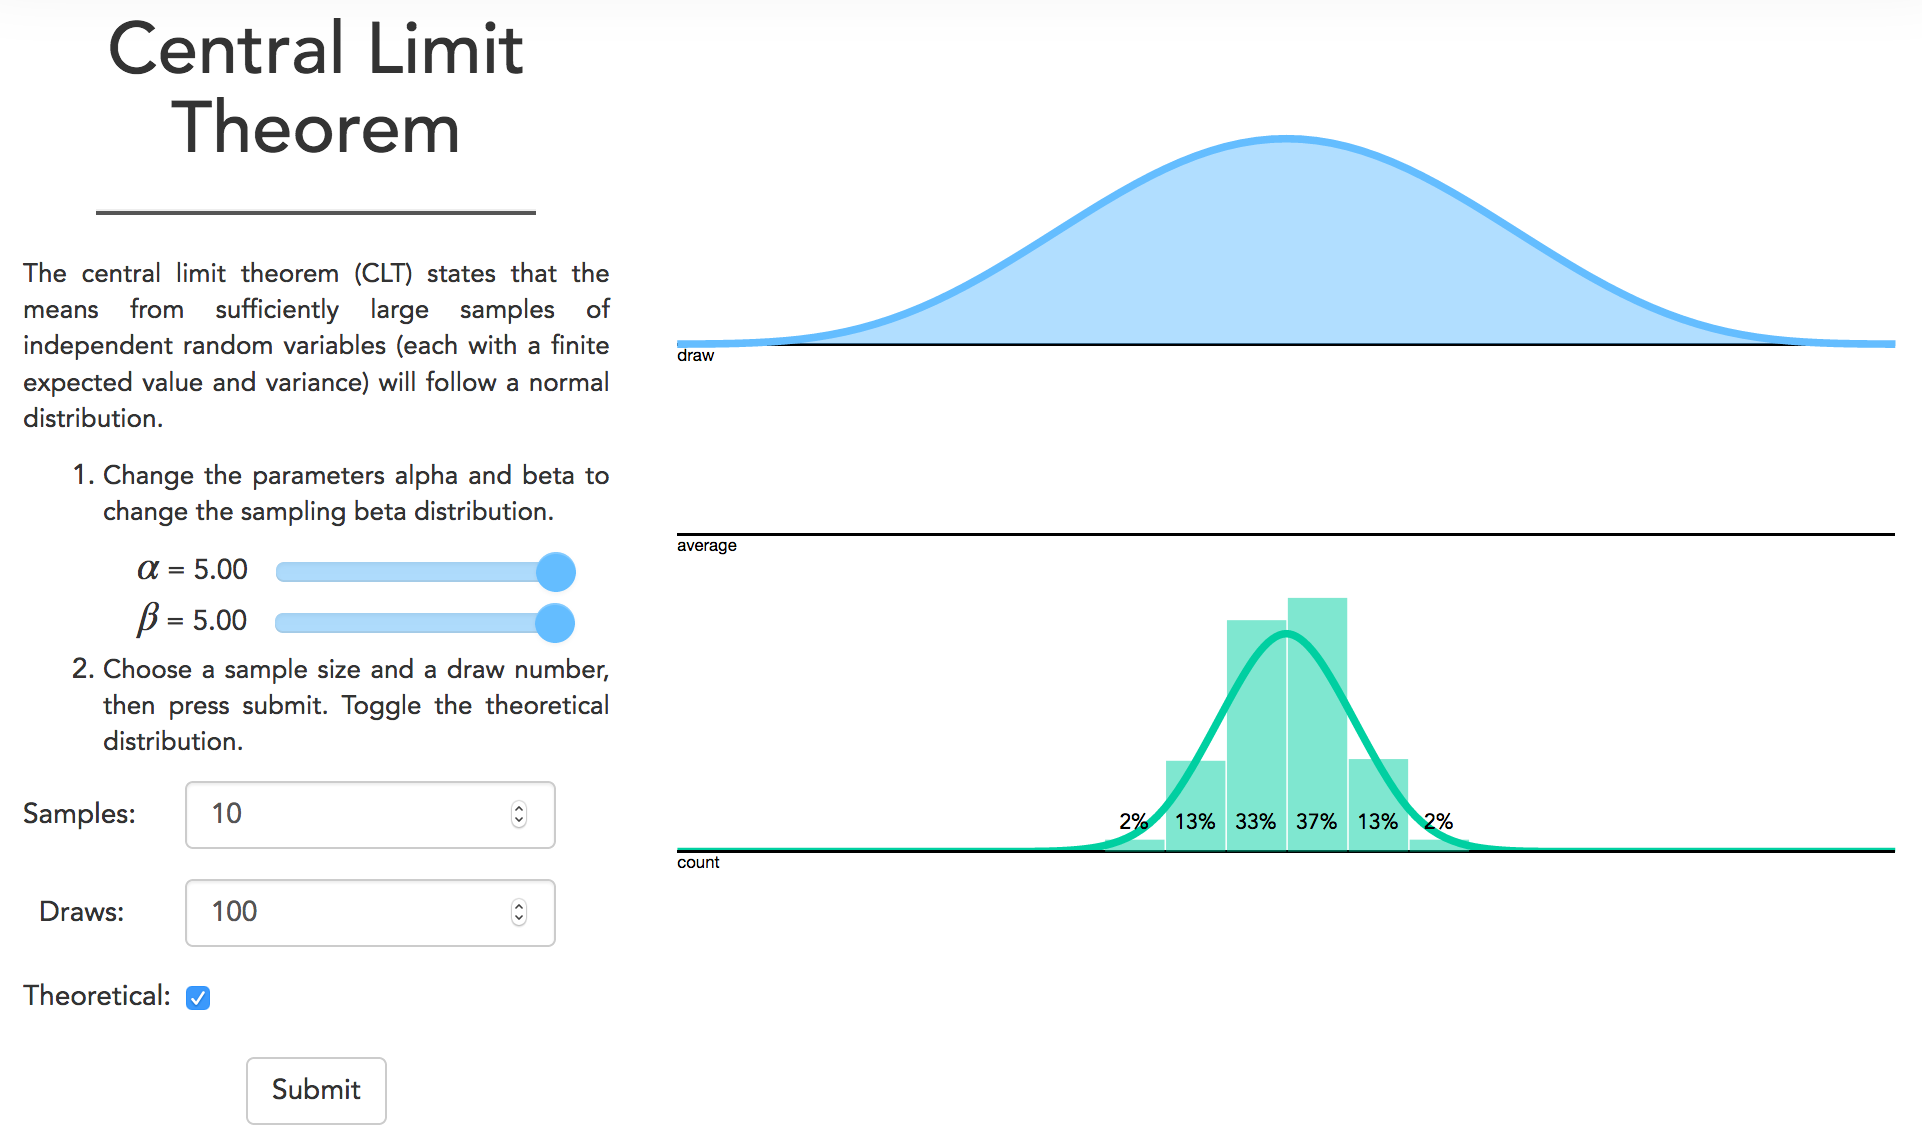 Central Limit
Theorem
The central limit theorem (CLT) states that the
means from sufficiently large samples of
independent random variables (each with a finite
expected value and variance) will follow a normal
distribution.
1. Change the parameters alpha and beta to
change the sampling beta distribution.
α = 5.00
β = 5.00
2. Choose a sample size and a draw number,
then press submit. Toggle the theoretical
distribution.
Samples: 10
Draws: 100
Theoretical:
Submit
draw
average
2% 13% 33% 37% 13% 2%
count